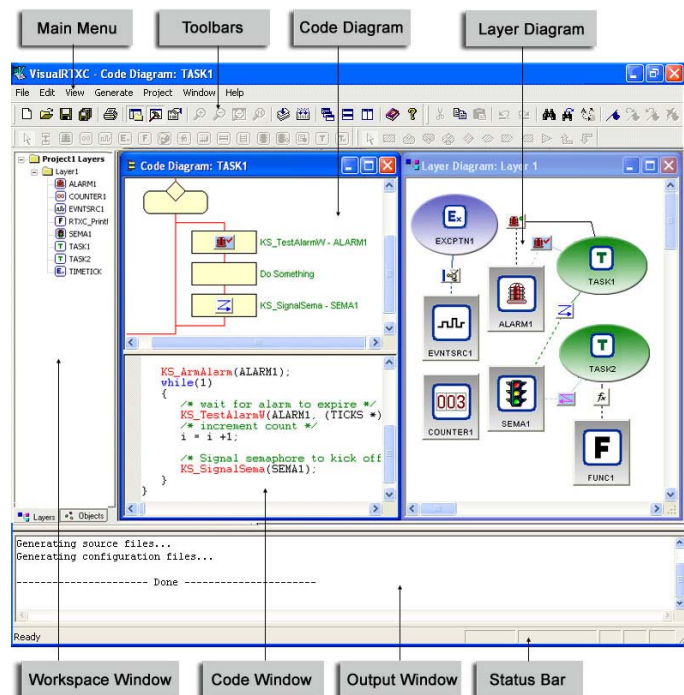 Main Menu
Toolbars
Code Diagram
Layer Diagram
VisualRTXC - Code Diagram: TASK1
File Edit View Generate Project Window Help
Project1 Layers
Layer1
ALARM1
COUNTER1
EVNTSRC1
RTXC_Printl
SEMA1
TASK1
TASK2
TIMETICK
Layers
Objects
Code Diagram: TASK1
KS_TestAlarmW - ALARM1
Do Something
KS_SignalSema - SEMA1
KS_ArmAlarm(ALARM1);
while(1)
{
/* wait for alarm to expire */
KS_TestAlarmW(ALARM1, (TICKS *)
/* increment count */
i = i +1;
/* Signal semaphore to kick off
KS_SignalSema(SEMA1);
}
}
Layer Diagram: Layer 1
Ex
EXCPTN1
T
TASK1
EVNTSRC1
ALARM1
T
TASK2
003
COUNTER1
SEMA1
fx
F
FUNC1
Generating source files...
Generating configuration files...
---------------------- Done ----------------------
Ready
Workspace Window
Code Window
Output Window
Status Bar